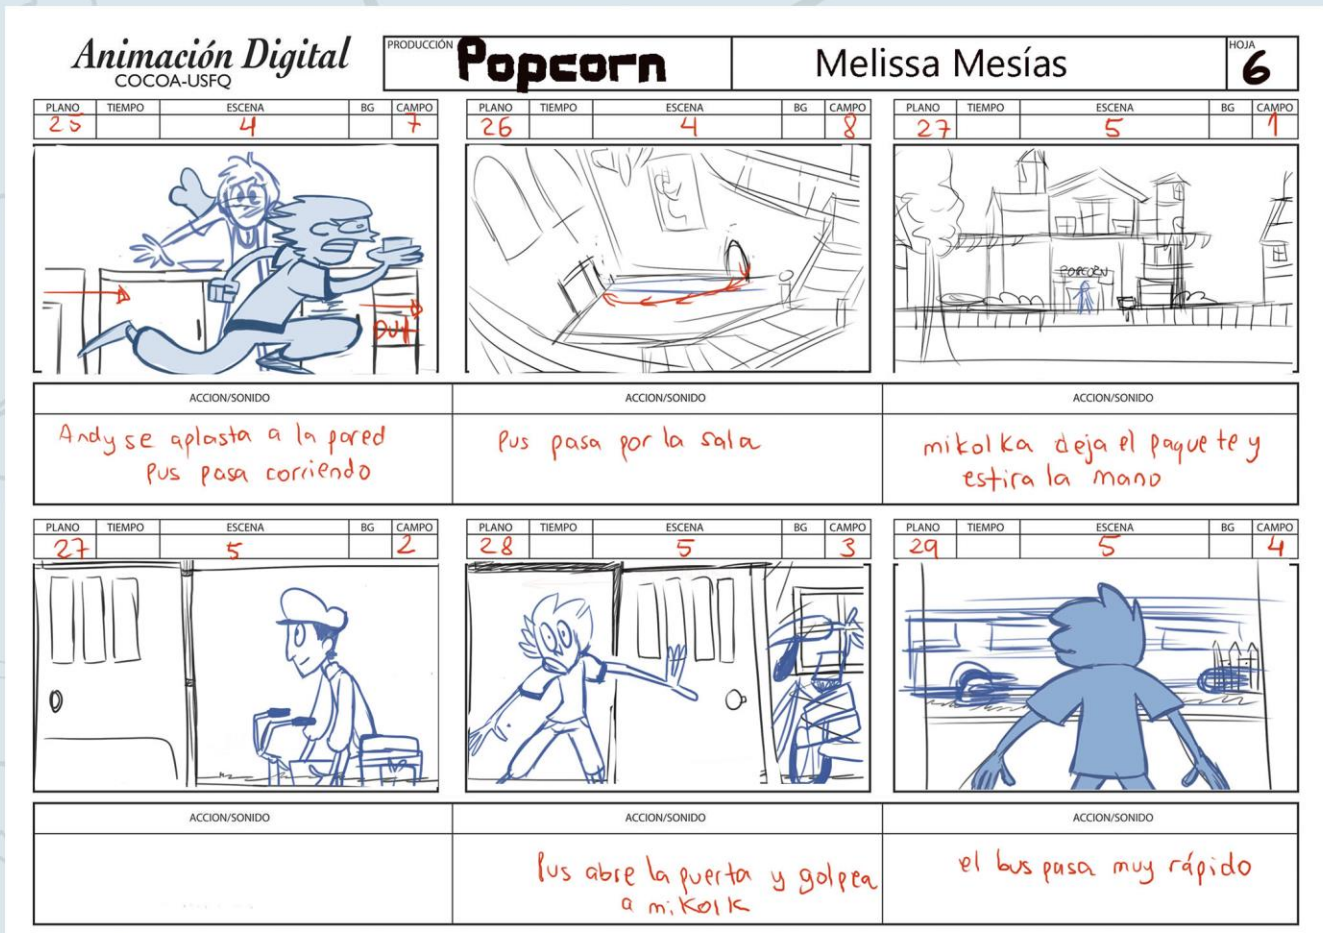 Animación Digital
COCOA-USFQ
PRODUCCIÓN Popcorn
Melissa Mesías
HOJA 6
PLANO TIEMPO ESCENA BG CAMPO
25 4 7
PLANO TIEMPO ESCENA BG CAMPO
26 4 8
PLANO TIEMPO ESCENA BG CAMPO
27 5 1
out
POPCORN
ACCION/SONIDO
Andy se aplasta a la pared
Pus pasa corriendo
ACCION/SONIDO
Pus pasa por la sala
ACCION/SONIDO
mikolka deja el paquete y
estira la mano
PLANO TIEMPO ESCENA BG CAMPO
27 5 2
PLANO TIEMPO ESCENA BG CAMPO
28 5 3
PLANO TIEMPO ESCENA BG CAMPO
29 5 4
ACCION/SONIDO
ACCION/SONIDO
Pus abre la puerta y golpea
a mikolk
ACCION/SONIDO
el bus pasa muy rápido